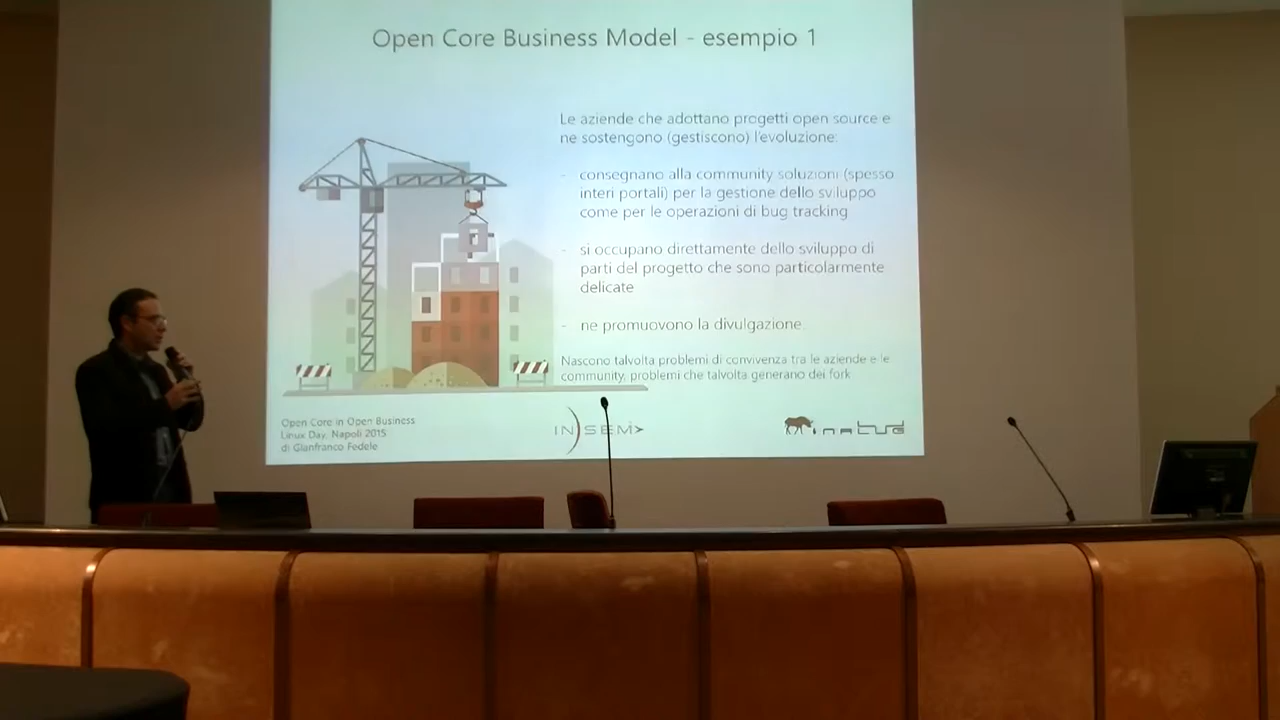 Open Core Business Model - esempio 1
Le aziende che adottano progetti open source e
ne sostengono (gestiscono) l'evoluzione:
- consegnano alla community soluzioni (spesso
interi portali) per la gestione dello sviluppo
come per le operazioni di bug tracking
- si occupano direttamente dello sviluppo di
parti del progetto che sono particolarmente
delicate
- ne promuovono la divulgazione.
Nascono talvolta problemi di convivenza tra le aziende e le
community, problemi che talvolta generano dei fork
Open Core in Open Business
Linux Day, Napoli 2015
di Gianfranco Fedele
IN)SEM